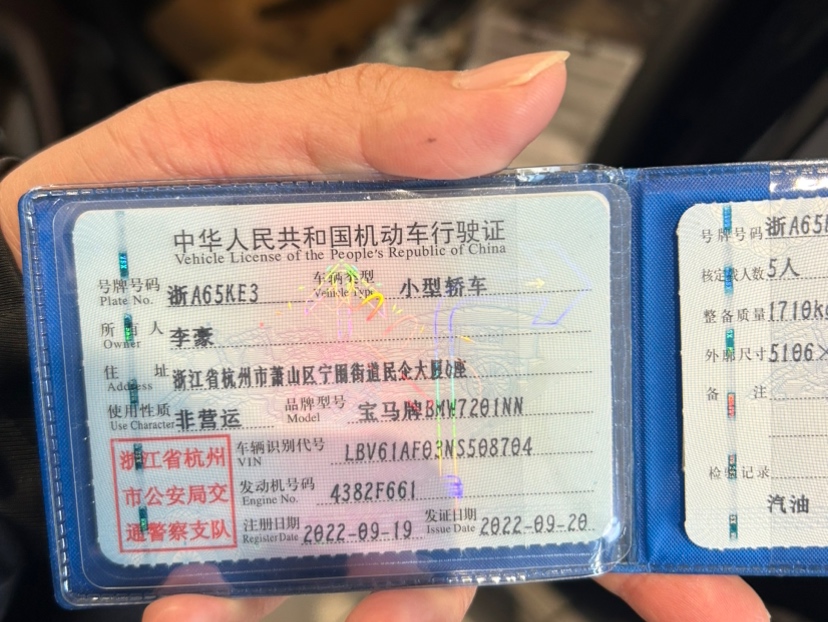 中华人民共和国机动车行驶证
Vehicle License of the People's Republic of China
号牌号码 浙A65KE3 车辆类型 小型轿车
Plate No. Vehicle Type
所有人 李豪
Owner
住址 浙江省杭州市萧山区宁围街道民企大厦 座
Address
使用性质 非营运 品牌型号 宝马牌BMW7201NN
Use Character Model
浙江省杭州
市公安局交
通警察支队
车辆识别代号 LBV61AF03NS508704
VIN
发动机号码 4382F661
Engine No.
注册日期 2022-09-19 发证日期 2022-09-20
Register Date Issue Date
号牌号码 浙A65
核定载人数 5人
整备质量 1710k
外廓尺寸 5106×
备注
检验记录
汽油